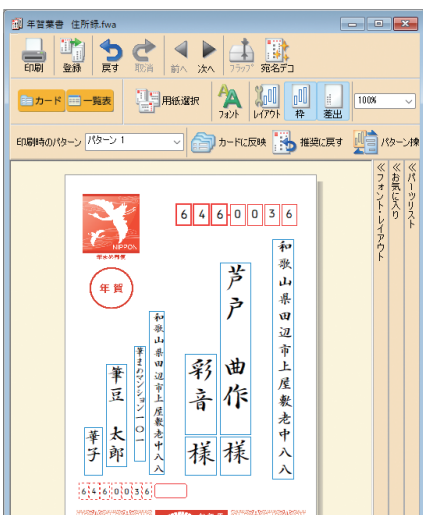 年賀葉書 住所録.fwa
印刷 登録 戻す 取消 前へ 次へ フラップ 宛名デコ
カード 一覧表 用紙選択 フォント レイアウト 枠 差出 100%
印刷時のパターン パターン 1 カードに反映 推奨に戻す パターン揀
≪パーツリスト
≪お気に入り
≪フォント・レイアウト
NIPPON
年賀
6460036
和歌山県田辺市上屋敷老中八八
芦戸 曲作 様
彩音 様
和歌山県田辺市上屋敷老中八八
筆まめマンション一〇一
筆豆 太郎
華子
6460036